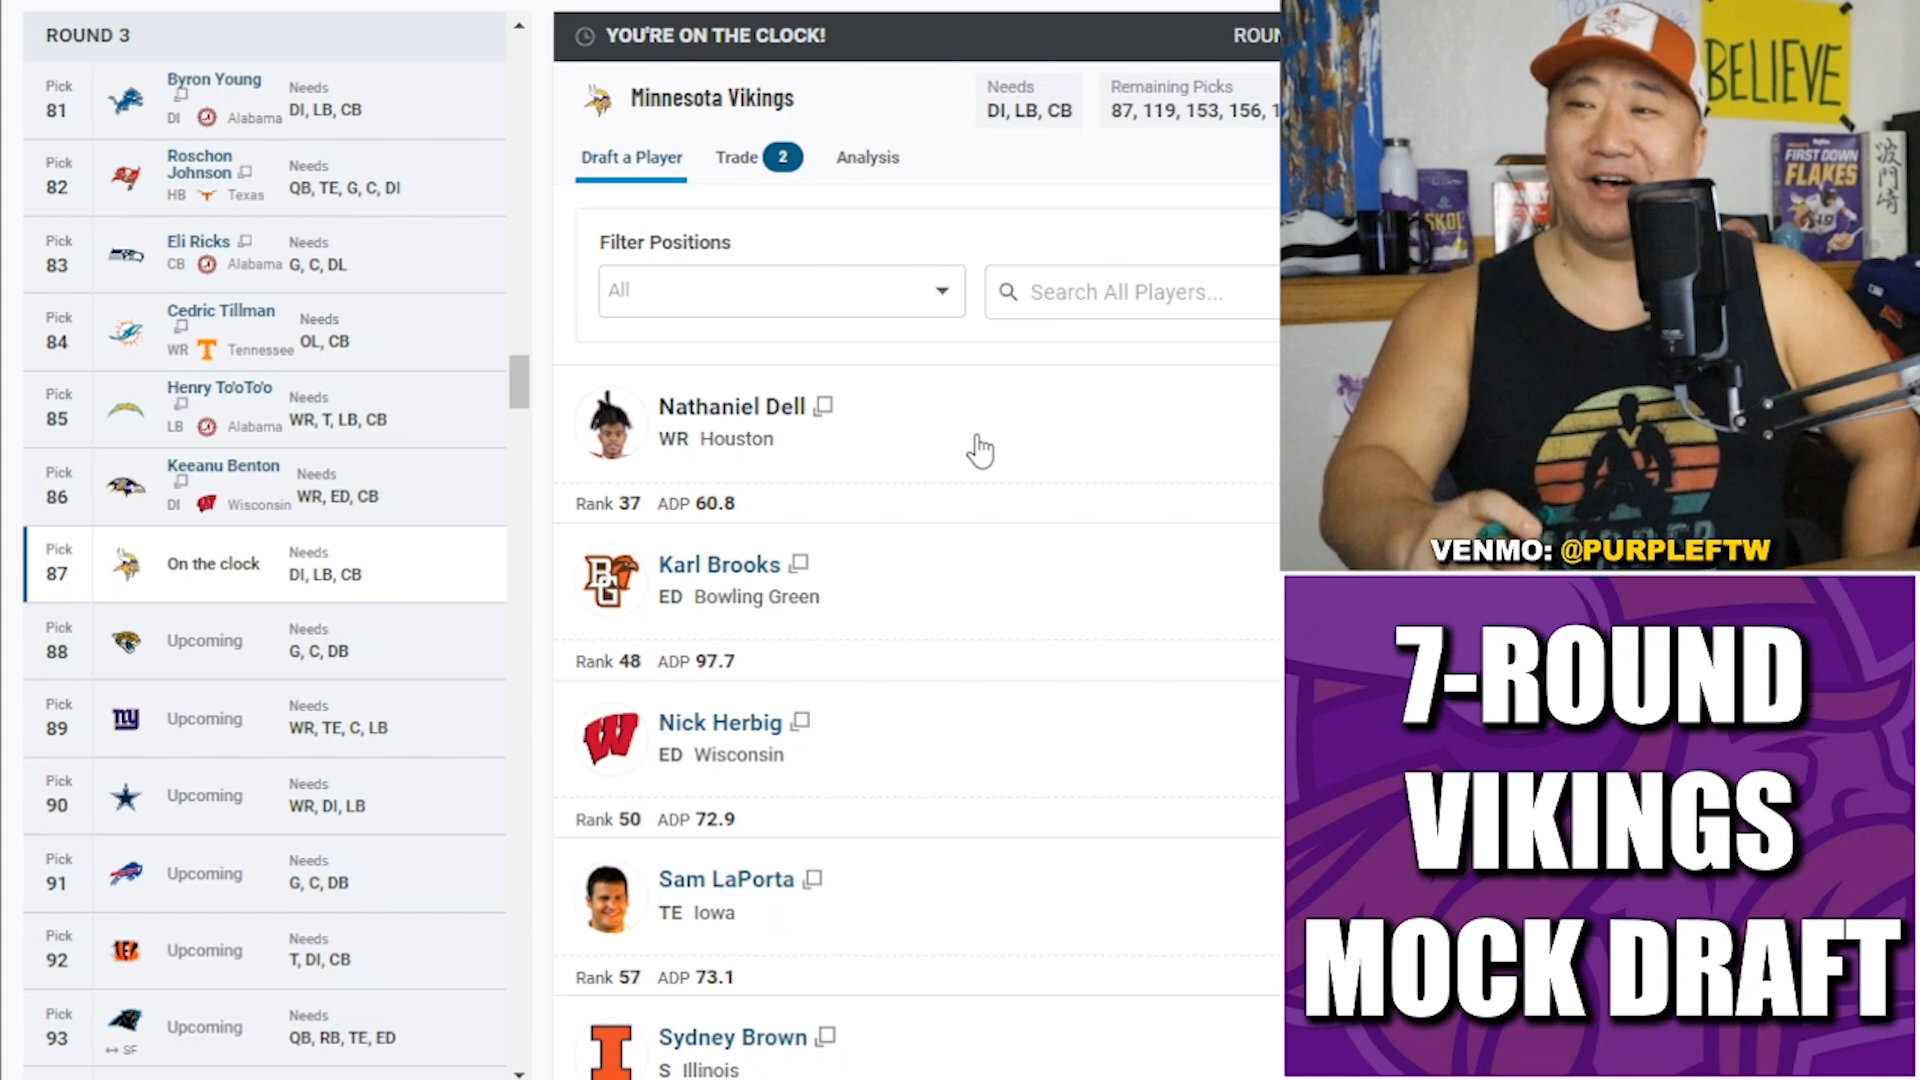 ROUND 3
Pick 81
Byron Young
DI Alabama
Needs
DI, LB, CB
Pick 82
Roschon Johnson
HB Texas
Needs
QB, TE, G, C, DI
Pick 83
Eli Ricks
CB Alabama
Needs
G, C, DL
Pick 84
Cedric Tillman
WR T Tennessee
Needs
OL, CB
Pick 85
Henry To'oTo'o
LB Alabama
Needs
WR, T, LB, CB
Pick 86
Keeanu Benton
DI W Wisconsin
Needs
WR, ED, CB
Pick 87
On the clock
Needs
DI, LB, CB
Pick 88
Upcoming
Needs
G, C, DB
Pick 89
ny
Upcoming
Needs
WR, TE, C, LB
Pick 90
Upcoming
Needs
WR, DI, LB
Pick 91
Upcoming
Needs
G, C, DB
Pick 92
Upcoming
Needs
T, DI, CB
Pick 93
↔ SF
Upcoming
Needs
QB, RB, TE, ED
YOU'RE ON THE CLOCK!
ROUN
Minnesota Vikings
Needs
DI, LB, CB
Remaining Picks
87, 119, 153, 156, 1
Draft a Player
Trade 2
Analysis
Filter Positions
All
Search All Players...
Nathaniel Dell
WR Houston
Rank 37 ADP 60.8
BG
Karl Brooks
ED Bowling Green
Rank 48 ADP 97.7
W
Nick Herbig
ED Wisconsin
Rank 50 ADP 72.9
Sam LaPorta
TE Iowa
Rank 57 ADP 73.1
I
Sydney Brown
S Illinois
BELIEVE
FIRST DOWN
FLAKES
SKOL
波門崎
VENMO: @PURPLEFTW
7-ROUND
VIKINGS
MOCK DRAFT